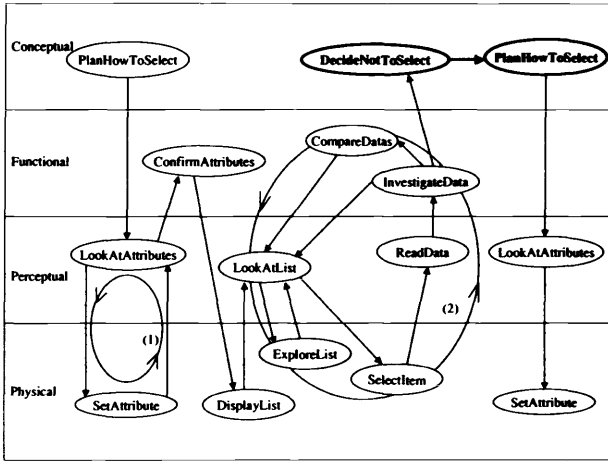 Conceptual
PlanHowToSelect
DecideNotToSelect
PlanHowToSelect
Functional
ConfirmAttributes
CompareDatas
InvestigateData
Perceptual
LookAtAttributes
LookAtList
ReadData
LookAtAttributes
(1)
(2)
Physical
ExploreList
SelectItem
SetAttribute
DisplayList
SetAttribute